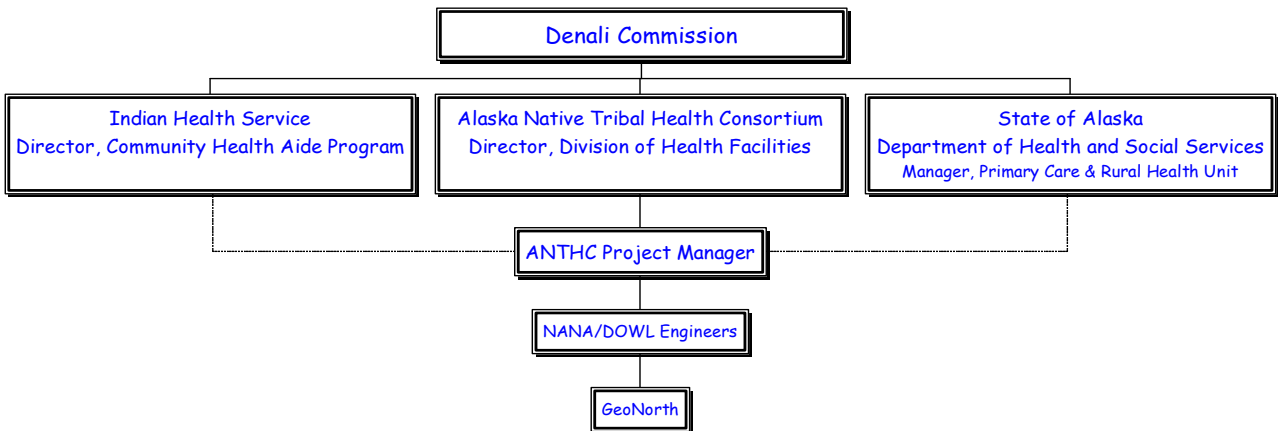 Denali Commission
Indian Health Service
Director, Community Health Aide Program
Alaska Native Tribal Health Consortium
Director, Division of Health Facilities
State of Alaska
Department of Health and Social Services
Manager, Primary Care & Rural Health Unit
ANTHC Project Manager
NANA/DOWL Engineers
GeoNorth